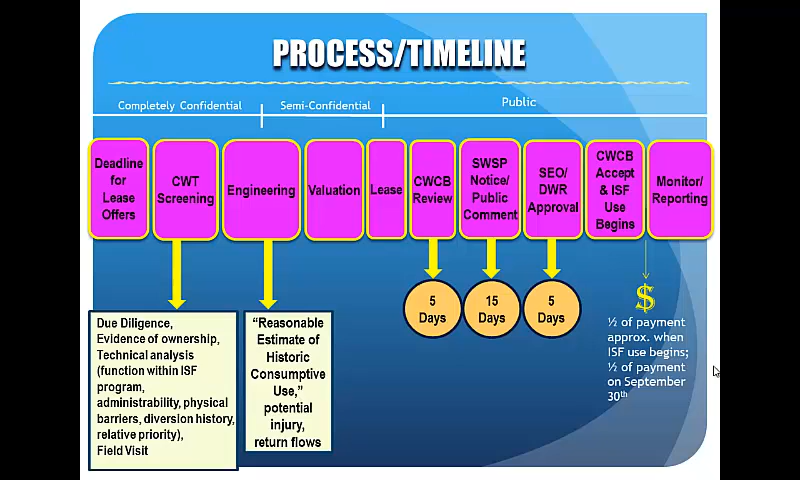 PROCESS/TIMELINE
Completely Confidential
Semi-Confidential
Public
Deadline
for
Lease
Offers
CWT
Screening
Engineering
Valuation
Lease
CWCB
Review
SWSP
Notice/
Public
Comment
SEO/
DWR
Approval
CWCB
Accept
& ISF
Use
Begins
Monitor/
Reporting
Due Diligence,
Evidence of ownership,
Technical analysis
(function within ISF
program,
administrability, physical
barriers, diversion history,
relative priority),
Field Visit
“Reasonable
Estimate of
Historic
Consumptive
Use,”
potential
injury,
return flows
5
Days
15
Days
5
Days
$
½ of payment
approx. when
ISF use begins;
½ of payment
on September
30th